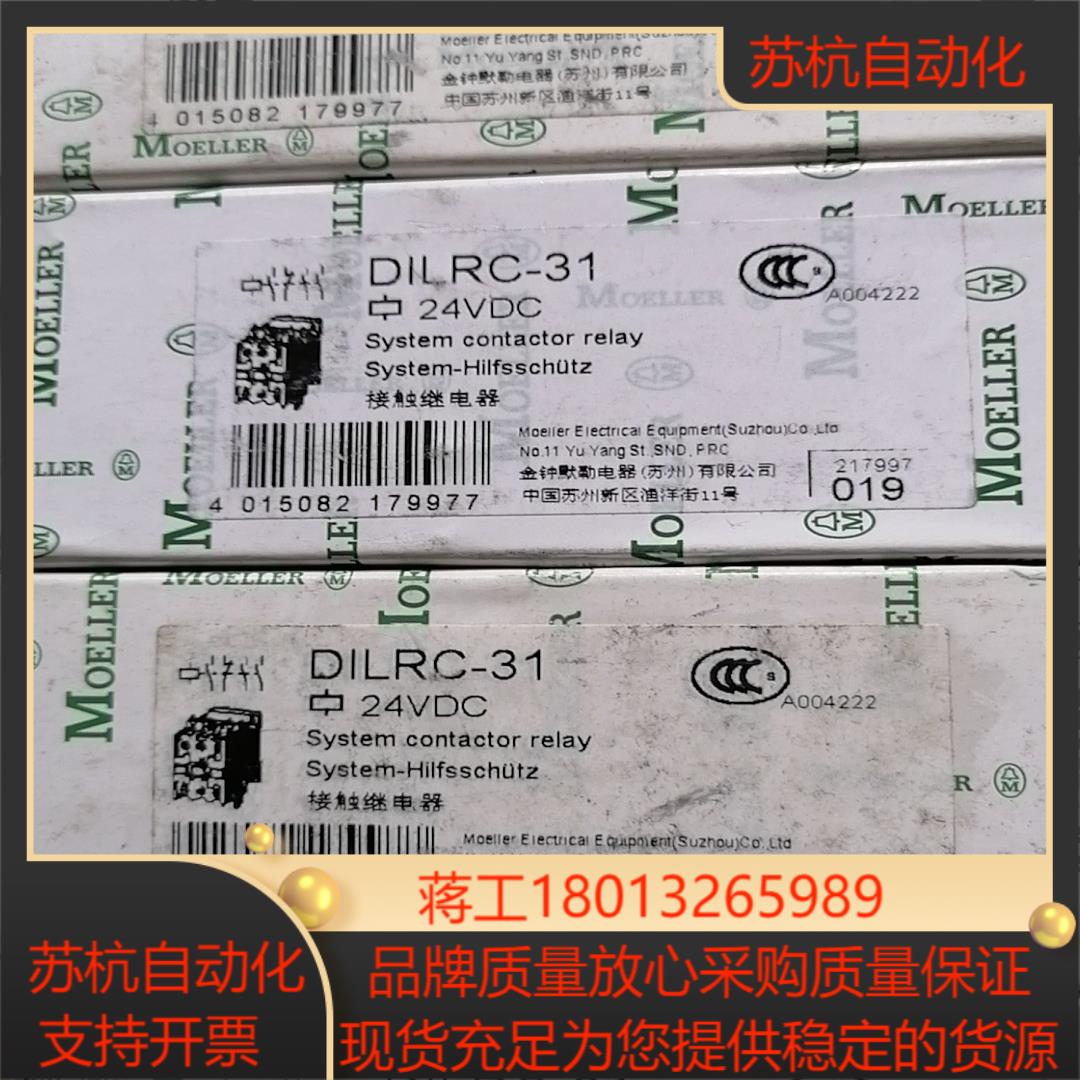 苏杭自动化
Moeller Electrical Equipment(Suzhou)
No.11 Yu Yang St. SND, PRC
金钟默勒电器(苏州)有限公司
中国苏州新区渔洋街11号
4 015082 179977
MOELLER
MOELLER
DILRC-31
24VDC
A004222
System contactor relay
System-Hilfsschütz
接触继电器
MOELLER
Moeller Electrical Equipment(Suzhou)Co.,Ltd
No.11 Yu Yang St. SND, PRC
金钟默勒电器(苏州)有限公司
中国苏州新区渔洋街11号
217997
019
4 015082 179977
MOELLER
MOELLER
MOELLER
MOELLER
DILRC-31
24VDC
A004222
System contactor relay
System-Hilfsschütz
接触继电器
Moeller Electrical Equipment(Suzhou)Co.,Ltd
蒋工18013265989
苏杭自动化
支持开票
品牌质量放心采购质量保证
现货充足为您提供稳定的货源